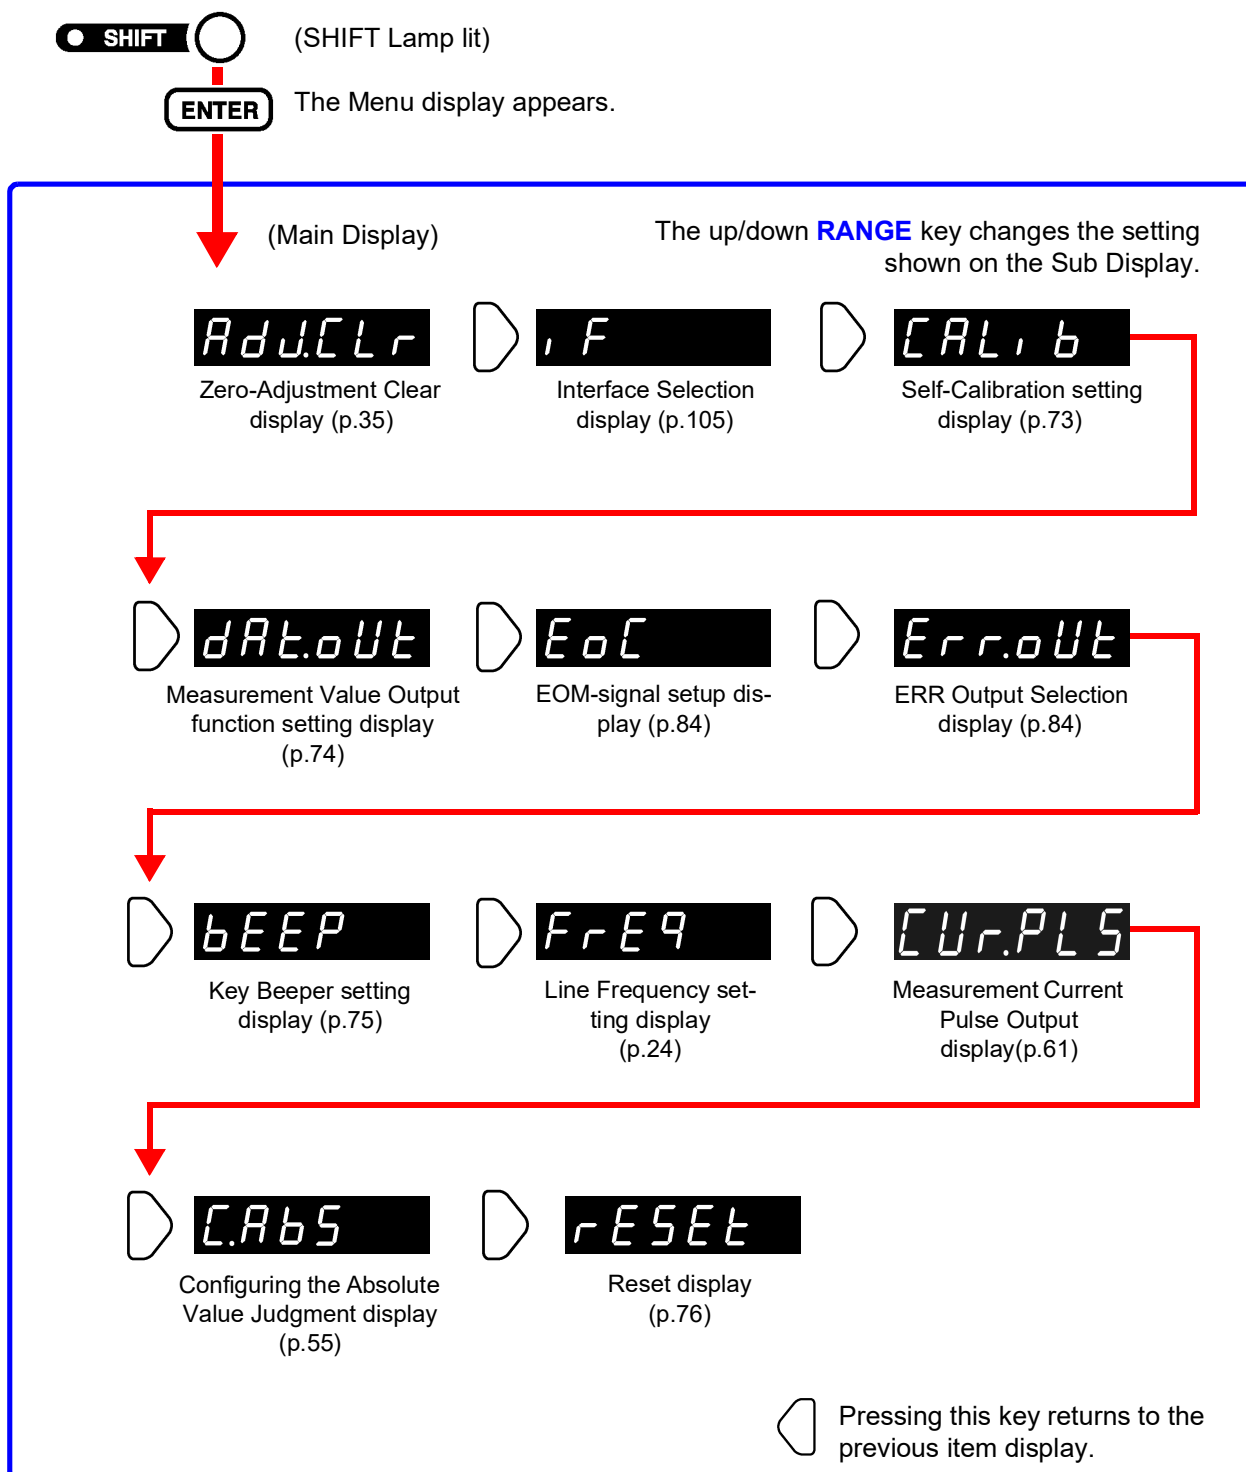 SHIFT
(SHIFT Lamp lit)
ENTER
The Menu display appears.
(Main Display)
The up/down RANGE key changes the setting
shown on the Sub Display.
AdJ.CLr
iF
CALib
Zero-Adjustment Clear
display (p.35)
Interface Selection
display (p.105)
Self-Calibration setting
display (p.73)
dAt.oUt
EoC
Err.oUt
Measurement Value Output
function setting display
(p.74)
EOM-signal setup dis-
play (p.84)
ERR Output Selection
display (p.84)
bEEP
FrEq
CUr.PLS
Key Beeper setting
display (p.75)
Line Frequency set-
ting display
(p.24)
Measurement Current
Pulse Output
display(p.61)
C.AbS
rESEt
Configuring the Absolute
Value Judgment display
(p.55)
Reset display
(p.76)
Pressing this key returns to the
previous item display.